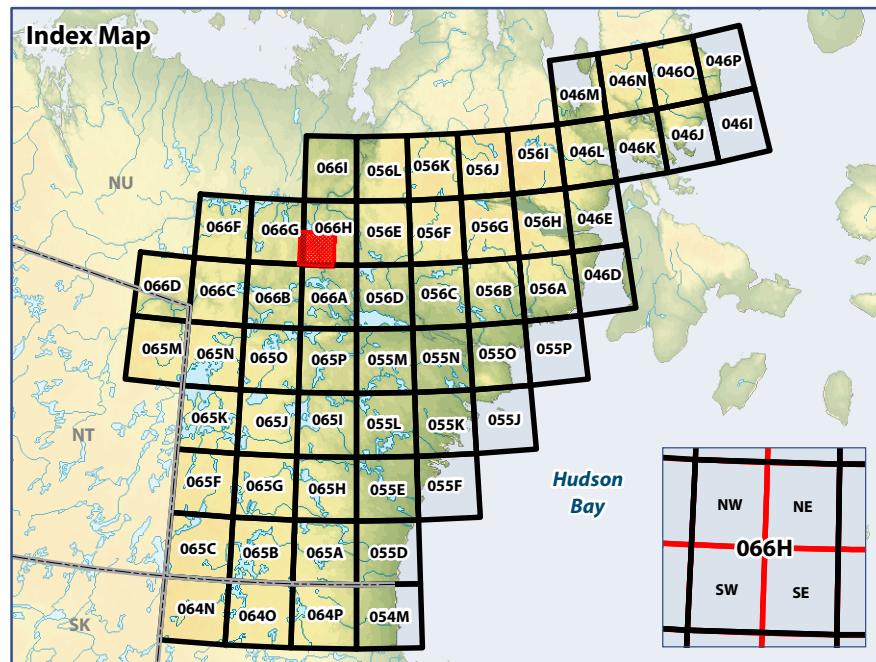 Index Map
046M 046N 046O 046P
066I 056L 056K 056J 056I 046L 046K 046J 046I
NU
066F 066G 066H 056E 056F 056G 056H 046E
066D 066C 066B 066A 056D 056C 056B 056A 046D
065M 065N 065O 065P 055M 055N 055O 055P
NT
065K 065J 065I 055L 055K 055J
065F 065G 065H 055E 055F
Hudson
Bay
065C 065B 065A 055D
SK
064N 064O 064P 054M
NW NE
066H
SW SE